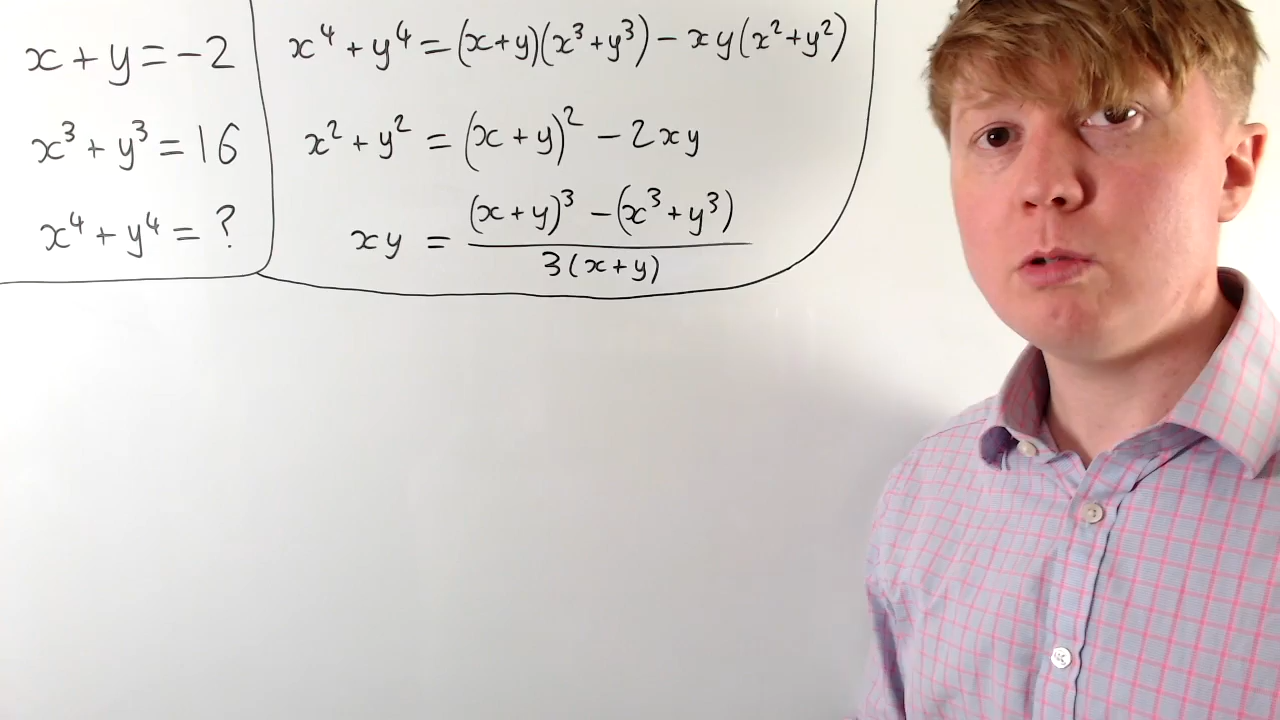 x + y = -2
x³ + y³ = 16
x⁴ + y⁴ = ?
x⁴ + y⁴ = (x+y)(x³+y³) - xy(x²+y²)
x² + y² = (x+y)² - 2xy
xy = ((x+y)³ - (x³+y³)) / 3(x+y)